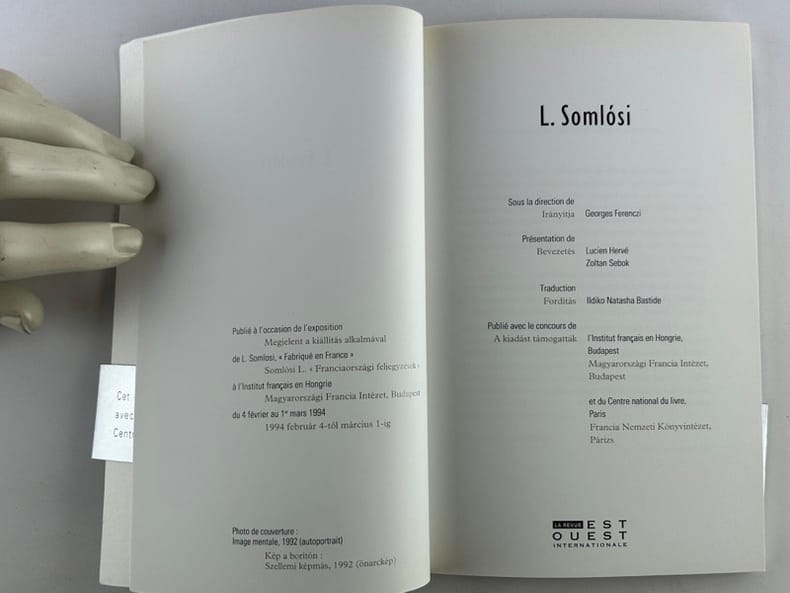 Publié à l'occasion de l'exposition
Megjelent a kiállítás alkalmával
de L. Somlosi, « Fabriqué en France »
Somlósi L. « Franciaországi feljegyzések»
à l'Institut français en Hongrie
Magyarországi Francia Intézet, Budapest
du 4 février au 1er mars 1994
1994 február 4-től március 1-ig
Photo de couverture :
Image mentale, 1992 (autoportrait)
Kép a borítón :
Szellemi képmás, 1992 (önarckép)
Cet
avec
Cent
L. Somlósi
Sous la direction de
Irányítja Georges Ferenczi
Présentation de
Bevezetés Lucien Hervé
Zoltan Sebok
Traduction
Fordítás Ildiko Natasha Bastide
Publié avec le concours de
A kiadást támogatták l'Institut français en Hongrie,
Budapest
Magyarországi Francia Intézet,
Budapest
et du Centre national du livre,
Paris
Francia Nemzeti Könyvintézet,
Párizs
LA REVUE EST
OUEST
INTERNATIONALE